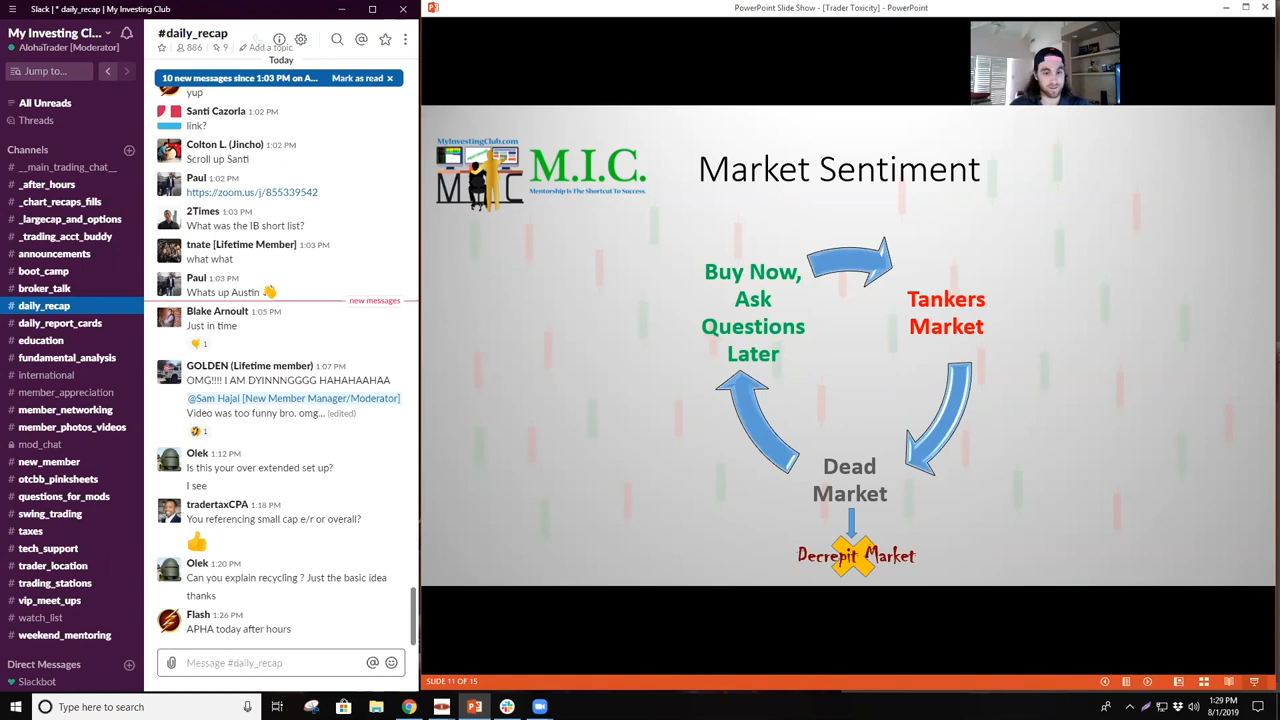 Slack | * daily_recap | My Investing Cl...
My Investing Cl...
AlohaTrader [Moderator]
Jump to...
All Unreads
Threads
Channels
# _after_hours
# _chart_recaps_fills
# _largecap_and_options
# _trading_acct_buddy
# announcements
# boot_camp
# broker_talk
# daily_recap
# daily_report_cards
# education
# fundamental_analysis
# international
# member_appreciation
# member_networking
# member_photos_videos
mod_chat
# new_member
# otcbb_pinksheets
# questions_for_mods
# swing_trading
# taxes
# tech_support
# trader_location
# trading_stations
# vip_meet_ups
# watch_list
# weekend_mentoring
Direct Messages
Slackbot
#daily_recap
886
9
Add a topic
Today
10 new messages since 1:03 PM on A...
Mark as read
yup
Santi Cazorla 1:02 PM
link?
Colton L. (Jincho) 1:02 PM
Scroll up Santi
Paul 1:02 PM
https://zoom.us/j/855339542
2Times 1:03 PM
What was the IB short list?
tnate [Lifetime Member] 1:03 PM
what what
Paul 1:03 PM
Whats up Austin
new messages
Blake Arnoult 1:05 PM
Just in time
1
GOLDEN (Lifetime member) 1:07 PM
OMG!!!! I AM DYINNNGGGG HAHAHAAHAA
@Sam Hajal [New Member Manager/Moderator]
Video was too funny bro. omg... (edited)
1
Olek 1:12 PM
Is this your over extended set up?
I see
tradertaxCPA 1:18 PM
You referencing small cap e/r or overall?
Olek 1:20 PM
Can you explain recycling ? Just the basic idea
thanks
Flash 1:26 PM
APHA today after hours
Message #daily_recap
PowerPoint Slide Show - [Trader Toxicity] - PowerPoint
MyInvestingClub.com
MIC
M.I.C.
Mentorship Is The Shortcut To Success.
Market Sentiment
Buy Now,
Ask
Questions
Later
Tankers
Market
Dead
Market
Decrepit Market
SLIDE 11 OF 15
Type here to search
1:29 PM
8/1/2019